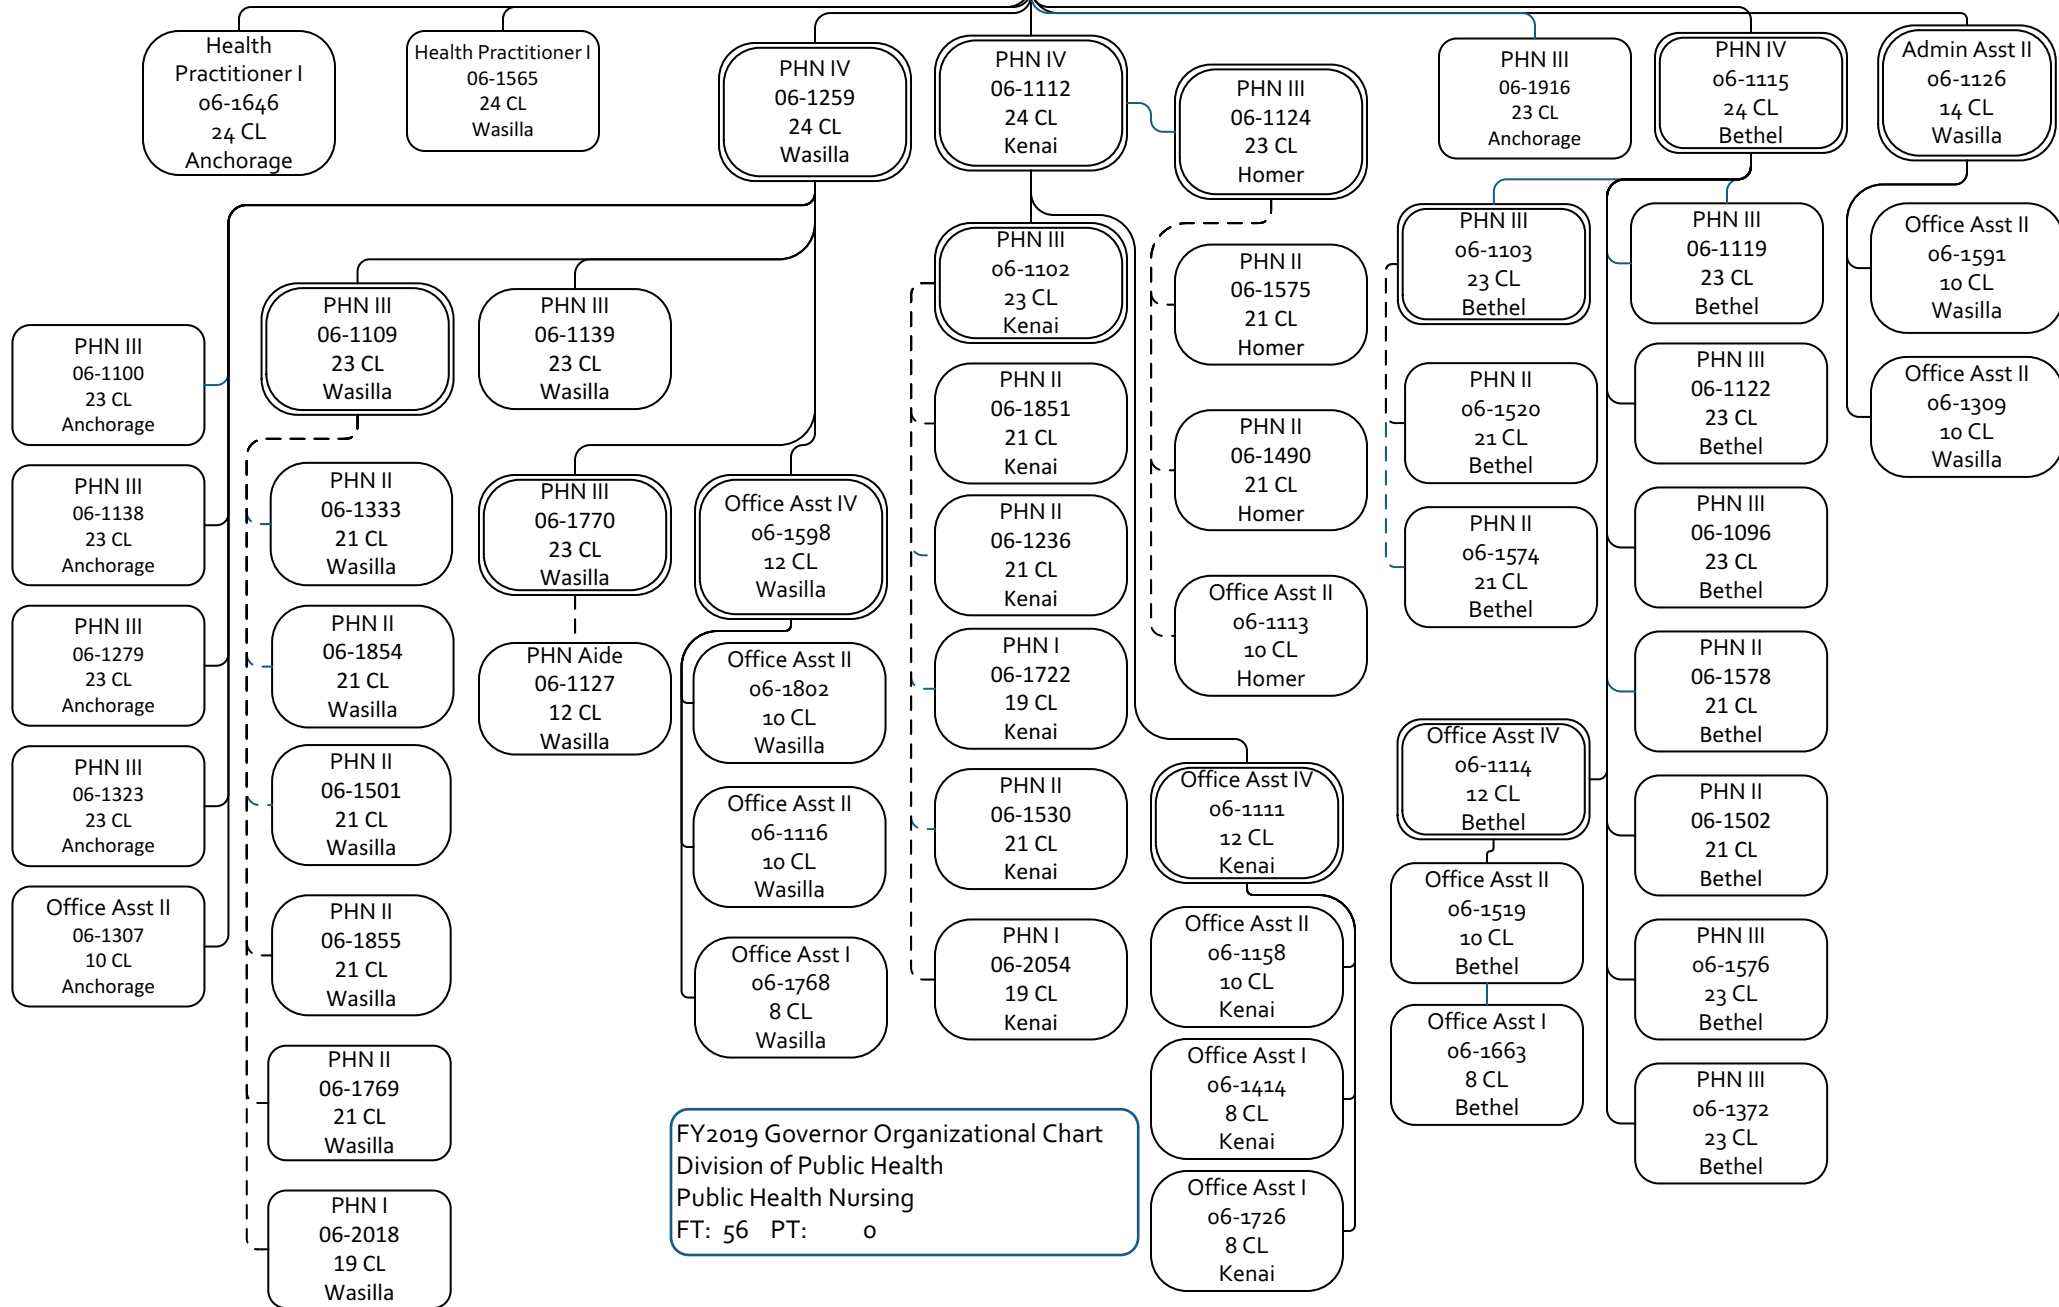 Health
Practitioner I
06-1646
24 CL
Anchorage
Health Practitioner I
06-1565
24 CL
Wasilla
PHN IV
06-1259
24 CL
Wasilla
PHN IV
06-1112
24 CL
Kenai
PHN III
06-1124
23 CL
Homer
PHN III
06-1916
23 CL
Anchorage
PHN IV
06-1115
24 CL
Bethel
Admin Asst II
06-1126
14 CL
Wasilla
PHN III
06-1100
23 CL
Anchorage
PHN III
06-1138
23 CL
Anchorage
PHN III
06-1279
23 CL
Anchorage
PHN III
06-1323
23 CL
Anchorage
Office Asst II
06-1307
10 CL
Anchorage
PHN III
06-1109
23 CL
Wasilla
PHN II
06-1333
21 CL
Wasilla
PHN II
06-1854
21 CL
Wasilla
PHN II
06-1501
21 CL
Wasilla
PHN II
06-1855
21 CL
Wasilla
PHN II
06-1769
21 CL
Wasilla
PHN I
06-2018
19 CL
Wasilla
PHN III
06-1139
23 CL
Wasilla
PHN III
06-1770
23 CL
Wasilla
PHN Aide
06-1127
12 CL
Wasilla
Office Asst IV
06-1598
12 CL
Wasilla
Office Asst II
06-1802
10 CL
Wasilla
Office Asst II
06-1116
10 CL
Wasilla
Office Asst I
06-1768
8 CL
Wasilla
PHN III
06-1102
23 CL
Kenai
PHN II
06-1851
21 CL
Kenai
PHN II
06-1236
21 CL
Kenai
PHN I
06-1722
19 CL
Kenai
PHN II
06-1530
21 CL
Kenai
PHN I
06-2054
19 CL
Kenai
PHN II
06-1575
21 CL
Homer
PHN II
06-1490
21 CL
Homer
Office Asst II
06-1113
10 CL
Homer
Office Asst IV
06-1111
12 CL
Kenai
Office Asst II
06-1158
10 CL
Kenai
Office Asst I
06-1414
8 CL
Kenai
Office Asst I
06-1726
8 CL
Kenai
PHN III
06-1103
23 CL
Bethel
PHN II
06-1520
21 CL
Bethel
PHN II
06-1574
21 CL
Bethel
Office Asst IV
06-1114
12 CL
Bethel
Office Asst II
06-1519
10 CL
Bethel
Office Asst I
06-1663
8 CL
Bethel
PHN III
06-1119
23 CL
Bethel
PHN III
06-1122
23 CL
Bethel
PHN III
06-1096
23 CL
Bethel
PHN II
06-1578
21 CL
Bethel
PHN II
06-1502
21 CL
Bethel
PHN III
06-1576
23 CL
Bethel
PHN III
06-1372
23 CL
Bethel
Office Asst II
06-1591
10 CL
Wasilla
Office Asst II
06-1309
10 CL
Wasilla
FY2019 Governor Organizational Chart
Division of Public Health
Public Health Nursing
FT: 56 PT: 0